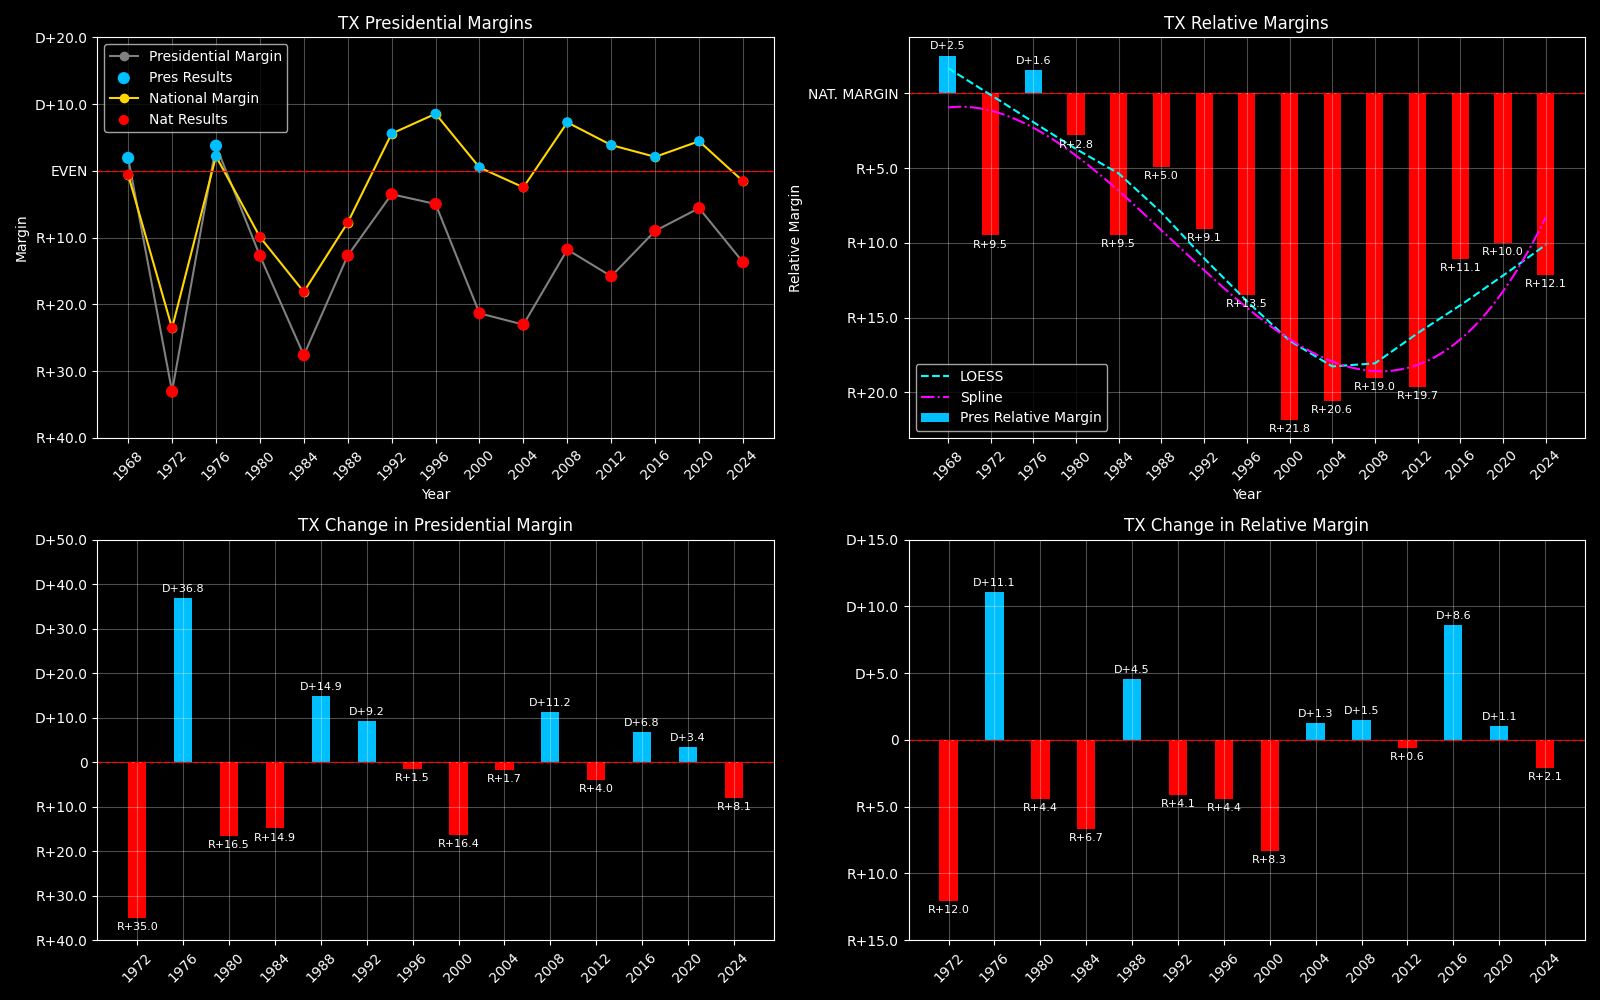 TX Presidential Margins
D+20.0
D+10.0
EVEN
R+10.0
R+20.0
R+30.0
R+40.0
Margin
Presidential Margin
Pres Results
National Margin
Nat Results
1968
1972
1976
1980
1984
1988
1992
1996
2000
2004
2008
2012
2016
2020
2024
Year
TX Relative Margins
NAT. MARGIN
R+5.0
R+10.0
R+15.0
R+20.0
Relative Margin
D+2.5
R+9.5
D+1.6
R+2.8
R+9.5
R+5.0
R+9.1
R+13.5
R+21.8
R+20.6
R+19.0
R+19.7
R+11.1
R+10.0
R+12.1
LOESS
Spline
Pres Relative Margin
1968
1972
1976
1980
1984
1988
1992
1996
2000
2004
2008
2012
2016
2020
2024
Year
TX Change in Presidential Margin
D+50.0
D+40.0
D+30.0
D+20.0
D+10.0
0
R+10.0
R+20.0
R+30.0
R+40.0
R+35.0
D+36.8
R+16.5
R+14.9
D+14.9
D+9.2
R+1.5
R+16.4
R+1.7
D+11.2
R+4.0
D+6.8
D+3.4
R+8.1
1972
1976
1980
1984
1988
1992
1996
2000
2004
2008
2012
2016
2020
2024
TX Change in Relative Margin
D+15.0
D+10.0
D+5.0
0
R+5.0
R+10.0
R+15.0
R+12.0
D+11.1
R+4.4
R+6.7
D+4.5
R+4.1
R+4.4
R+8.3
D+1.3
D+1.5
R+0.6
D+8.6
D+1.1
R+2.1
1972
1976
1980
1984
1988
1992
1996
2000
2004
2008
2012
2016
2020
2024